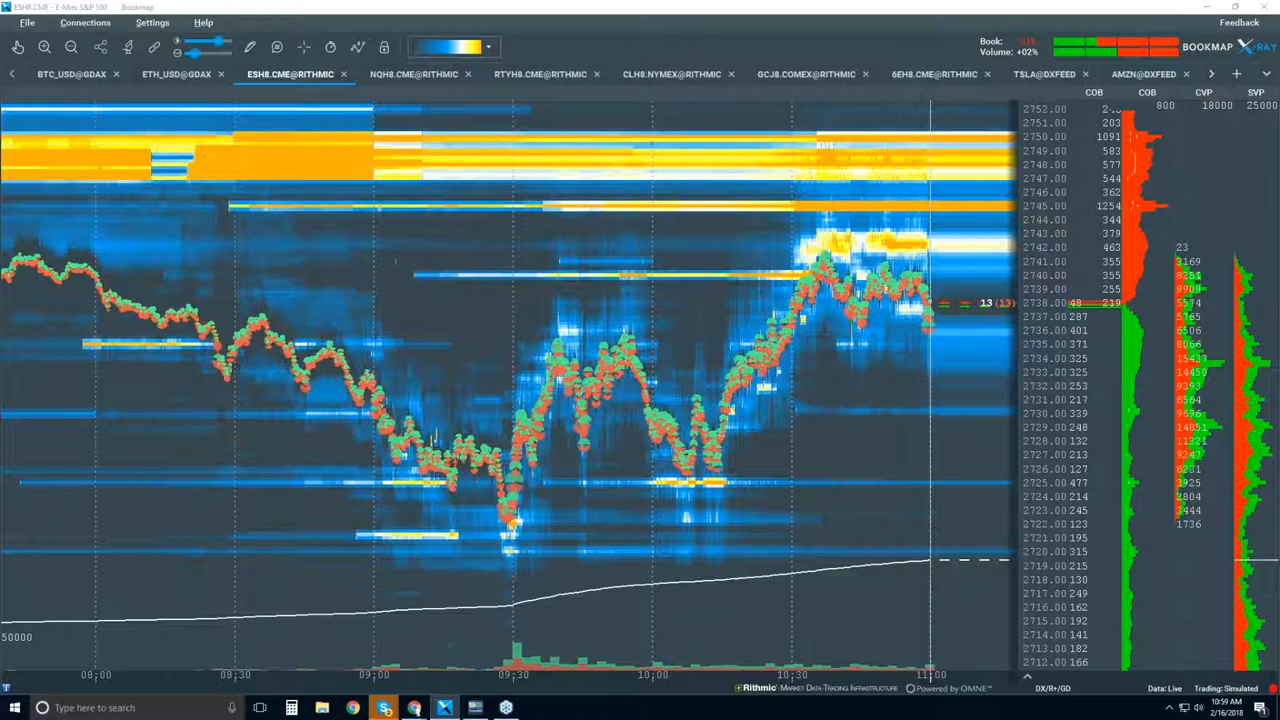 ESH8.CME - E-Mini S&P 500 Bookmap
File Connections Settings Help Feedback
Book: Volume: +02% BOOKMAP X-RAY
BTC_USD@GDAX ETH_USD@GDAX ESH8.CME@RITHMIC NQH8.CME@RITHMIC RTYH8.CME@RITHMIC CLH8.NYMEX@RITHMIC GCJ8.COMEX@RITHMIC 6EH8.CME@RITHMIC TSLA@DXFEED AMZN@DXFEED
COB COB CVP SVP
800 18000 25000
2752.00
2751.00 203
2750.00 1091
2749.00 583
2748.00 577
2747.00 544
2746.00 362
2745.00 1254
2744.00 344
2743.00 379
2742.00 463 23
2741.00 355 3169
2740.00 355 8251
2739.00 255 9909
13 (13) 2738.00 48 219 5574
2737.00 287 5765
2736.00 401 6506
2735.00 371 8066
2734.00 325 15437
2733.00 325 14450
2732.00 253 9393
2731.00 217 6564
2730.00 339 9696
2729.00 248 14851
2728.00 132 11321
2727.00 213 9247
2726.00 127 6231
2725.00 477 3925
2724.00 214 2804
2723.00 245 3444
2722.00 123 1736
2721.00 195
2720.00 315
2719.00 215
2718.00 130
2717.00 249
2716.00 162
2715.00 192
2714.00 141
2713.00 182
2712.00 166
50000
08:00 08:30 09:00 09:30 10:00 10:30 11:00
Rithmic™ Market Data-Trading Infrastructure Powered by OMNE™ DX/R+/GD Data: Live Trading: Simulated
Type here to search
10:59 AM
2/16/2018